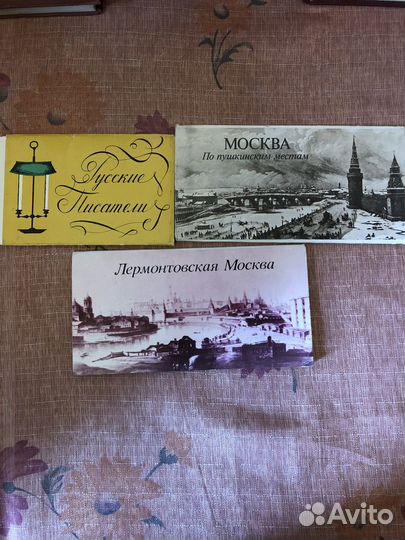 Русские
Писатели
МОСКВА
По пушкинским местам
Лермонтовская Москва
Avito